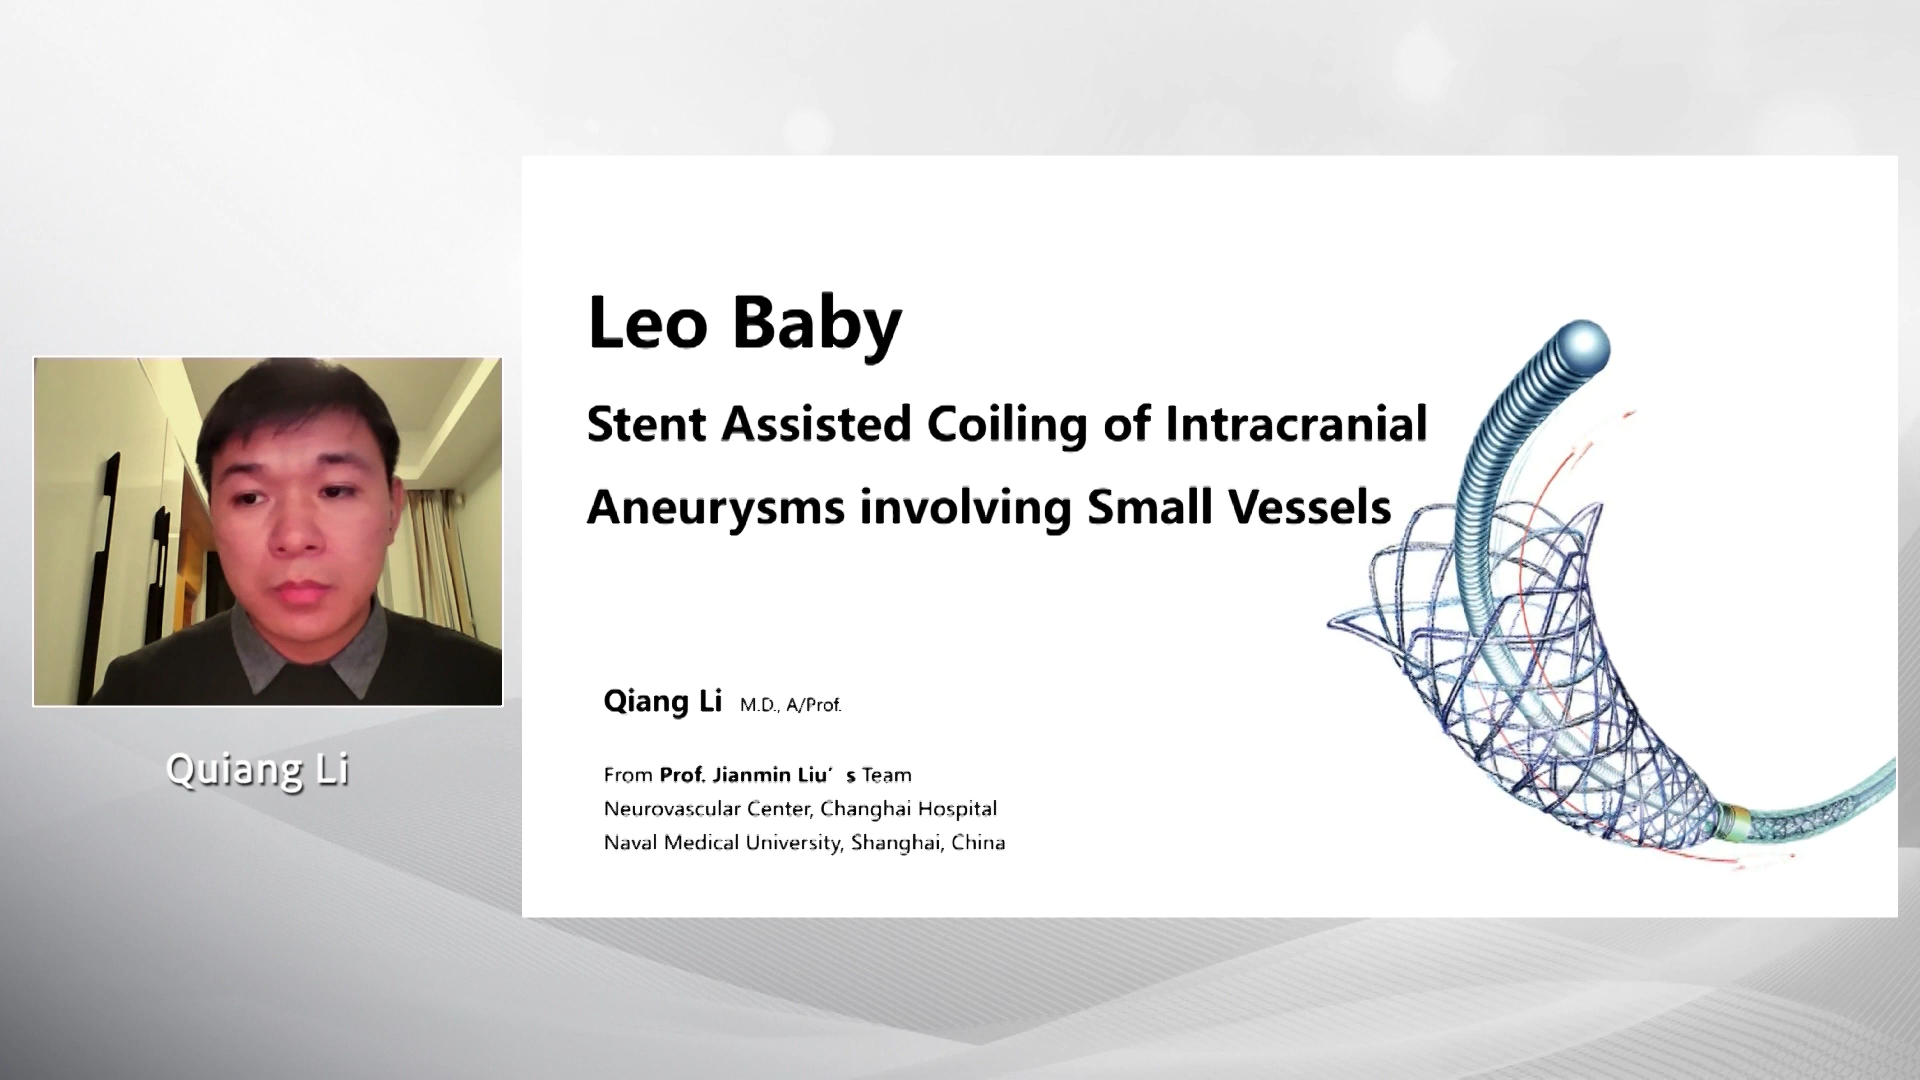 Leo Baby
Stent Assisted Coiling of Intracranial
Aneurysms involving Small Vessels
Qiang Li M.D., A/Prof.
From Prof. Jianmin Liu’ s Team
Neurovascular Center, Changhai Hospital
Naval Medical University, Shanghai, China
Quiang Li